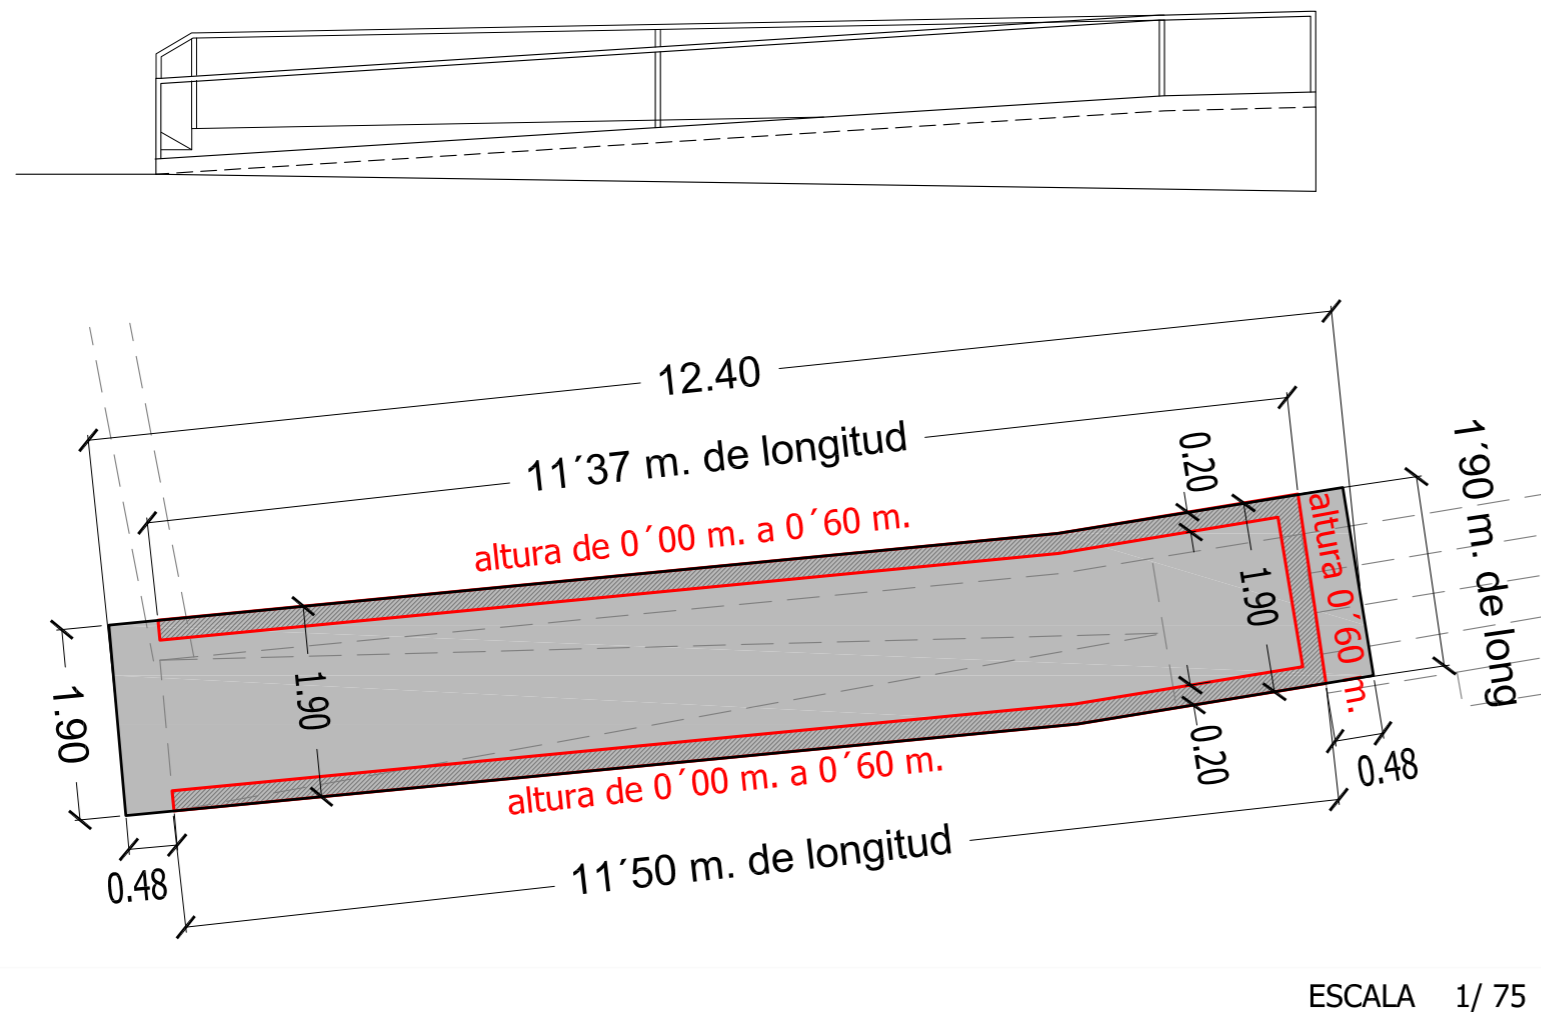 12.40
11´37 m. de longitud
0.20
1´90 m. de long
altura de 0´00 m. a 0´60 m.
altura 0´60 m.
1.90
1.90
1.90
0.20
altura de 0´00 m. a 0´60 m.
0.48
11´50 m. de longitud
0.48
ESCALA 1/ 75